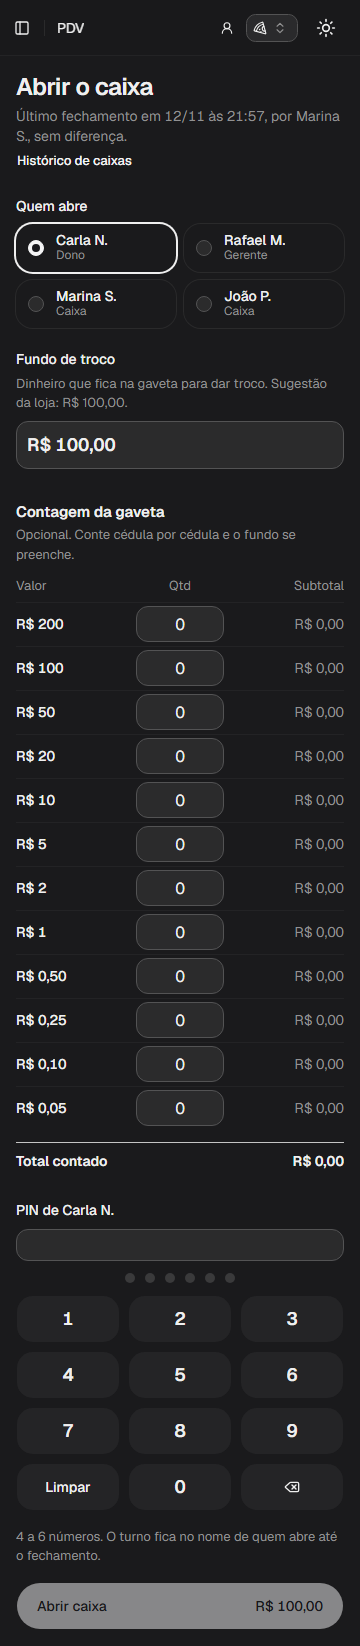 PDV
Abrir o caixa
Último fechamento em 12/11 às 21:57, por Marina
S., sem diferença.
Histórico de caixas
Quem abre
Carla N.
Dono
Rafael M.
Gerente
Marina S.
Caixa
João P.
Caixa
Fundo de troco
Dinheiro que fica na gaveta para dar troco. Sugestão
da loja: R$ 100,00.
R$ 100,00
Contagem da gaveta
Opcional. Conte cédula por cédula e o fundo se
preenche.
Valor Qtd Subtotal
R$ 200 0 R$ 0,00
R$ 100 0 R$ 0,00
R$ 50 0 R$ 0,00
R$ 20 0 R$ 0,00
R$ 10 0 R$ 0,00
R$ 5 0 R$ 0,00
R$ 2 0 R$ 0,00
R$ 1 0 R$ 0,00
R$ 0,50 0 R$ 0,00
R$ 0,25 0 R$ 0,00
R$ 0,10 0 R$ 0,00
R$ 0,05 0 R$ 0,00
Total contado R$ 0,00
PIN de Carla N.
1 2 3
4 5 6
7 8 9
Limpar 0
4 a 6 números. O turno fica no nome de quem abre até
o fechamento.
Abrir caixa R$ 100,00